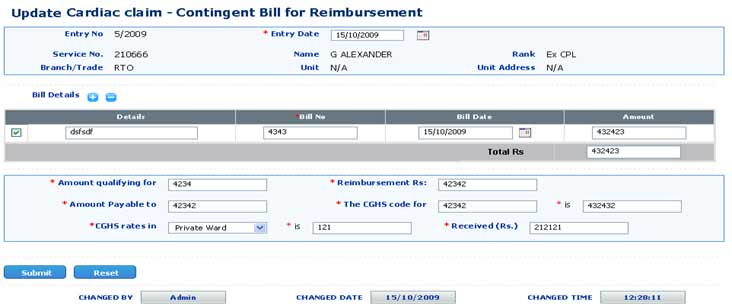 Update Cardiac claim - Contingent Bill for Reimbursement
Entry No 5/2009 * Entry Date 15/10/2009
Service No. 210666 Name G ALEXANDER Rank Ex CPL
Branch/Trade RTO Unit N/A Unit Address N/A
Bill Details
Details *Bill No Bill Date Amount
dsfsdf 4343 15/10/2009 432423
Total Rs 432423
* Amount qualifying for 4234 * Reimbursement Rs: 42342
* Amount Payable to 42342 * The CGHS code for 42342 * is 432432
*CGHS rates in Private Ward * is 121 * Received (Rs.) 212121
Submit Reset
CHANGED BY Admin CHANGED DATE 15/10/2009 CHANGED TIME 12:28:11